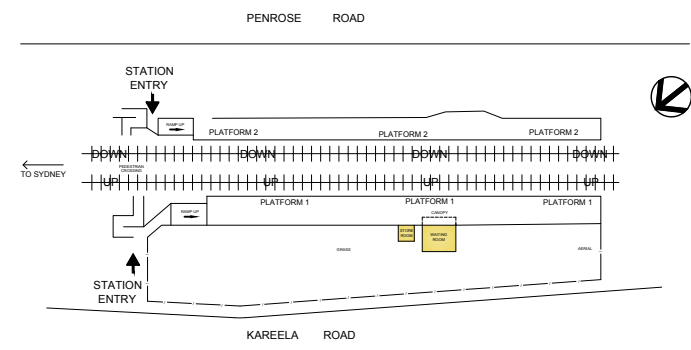 PENROSE ROAD
STATION
ENTRY
RAMP UP
PLATFORM 2 PLATFORM 2 PLATFORM 2
DOWN DOWN DOWN DOWN
TO SYDNEY
PEDESTRIAN
CROSSING
UP UP UP UP
PLATFORM 1 PLATFORM 1 PLATFORM 1
RAMP UP
CANOPY
STORE
ROOM
WAITING
ROOM
GRASS
AERIAL
STATION
ENTRY
KAREELA ROAD